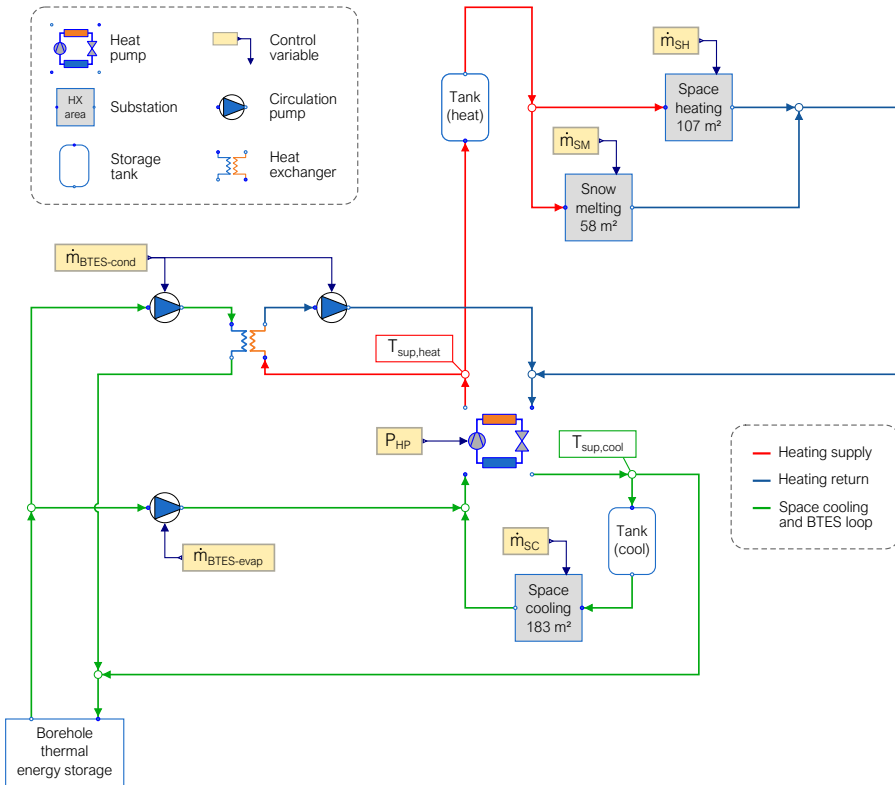 Heat
pump
Control
variable
HX
area
Substation
Circulation
pump
Storage
tank
Heat
exchanger
Tank
(heat)
ṁSH
Space
heating
107 m²
ṁSM
Snow
melting
58 m²
ṁBTES-cond
Tsup,heat
PHP
Tsup,cool
Heating supply
Heating return
Space cooling
and BTES loop
ṁBTES-evap
ṁSC
Tank
(cool)
Space
cooling
183 m²
Borehole
thermal
energy storage